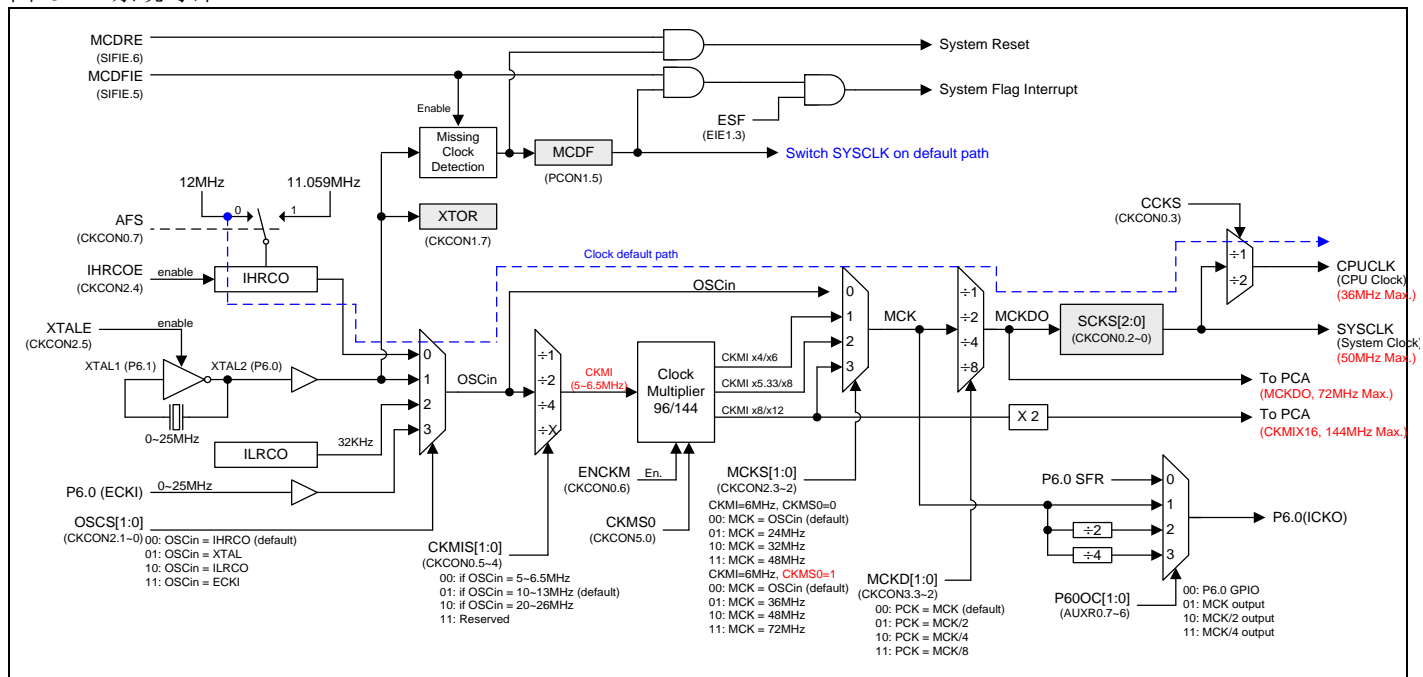 MCDRE
(SIFIE.6)
System Reset
MCDFIE
(SIFIE.5)
System Flag Interrupt
Enable
ESF
(EIE1.3)
Missing
Clock
Detection
MCDF
(PCON1.5)
Switch SYSCLK on default path
12MHz
11.059MHz
0
1
AFS
(CKCON0.7)
XTOR
(CKCON1.7)
CCKS
(CKCON0.3)
IHRCOE
(CKCON2.4)
enable
IHRCO
Clock default path
÷1
÷2
CPUCLK
(CPU Clock)
(36MHz Max.)
XTALE
(CKCON2.5)
enable
XTAL1 (P6.1)
XTAL2 (P6.0)
0~25MHz
ILRCO
32KHz
P6.0 (ECKI)
0~25MHz
0
1
2
3
OSCin
OSCS[1:0]
(CKCON2.1~0)
00: OSCin = IHRCO (default)
01: OSCin = XTAL
10: OSCin = ILRCO
11: OSCin = ECKI
÷1
÷2
÷4
÷X
CKMI
(5~6.5MHz)
CKMIS[1:0]
(CKCON0.5~4)
00: if OSCin = 5~6.5MHz
01: if OSCin = 10~13MHz (default)
10: if OSCin = 20~26MHz
11: Reserved
Clock
Multiplier
96/144
ENCKM
(CKCON0.6)
En.
CKMS0
(CKCON5.0)
OSCin
CKMI x4/x6
CKMI x5.33/x8
CKMI x8/x12
0
1
2
3
MCK
MCKS[1:0]
(CKCON2.3~2)
CKMI=6MHz, CKMS0=0
00: MCK = OSCin (default)
01: MCK = 24MHz
10: MCK = 32MHz
11: MCK = 48MHz
CKMI=6MHz, CKMS0=1
00: MCK = OSCin (default)
01: MCK = 36MHz
10: MCK = 48MHz
11: MCK = 72MHz
÷1
÷2
÷4
÷8
MCKDO
MCKD[1:0]
(CKCON3.3~2)
00: PCK = MCK (default)
01: PCK = MCK/2
10: PCK = MCK/4
11: PCK = MCK/8
SCKS[2:0]
(CKCON0.2~0)
SYSCLK
(System Clock)
(50MHz Max.)
To PCA
(MCKDO, 72MHz Max.)
X 2
To PCA
(CKMIX16, 144MHz Max.)
P6.0 SFR
÷2
÷4
0
1
2
3
P6.0(ICKO)
P60OC[1:0]
(AUXR0.7~6)
00: P6.0 GPIO
01: MCK output
10: MCK/2 output
11: MCK/4 output